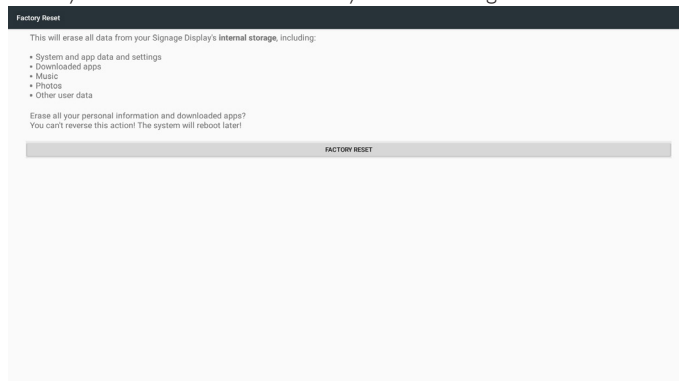 Factory Reset
This will erase all data from your Signage Display's internal storage, including:
• System and app data and settings
• Downloaded apps
• Music
• Photos
• Other user data
Erase all your personal information and downloaded apps?
You can't reverse this action! The system will reboot later!
FACTORY RESET